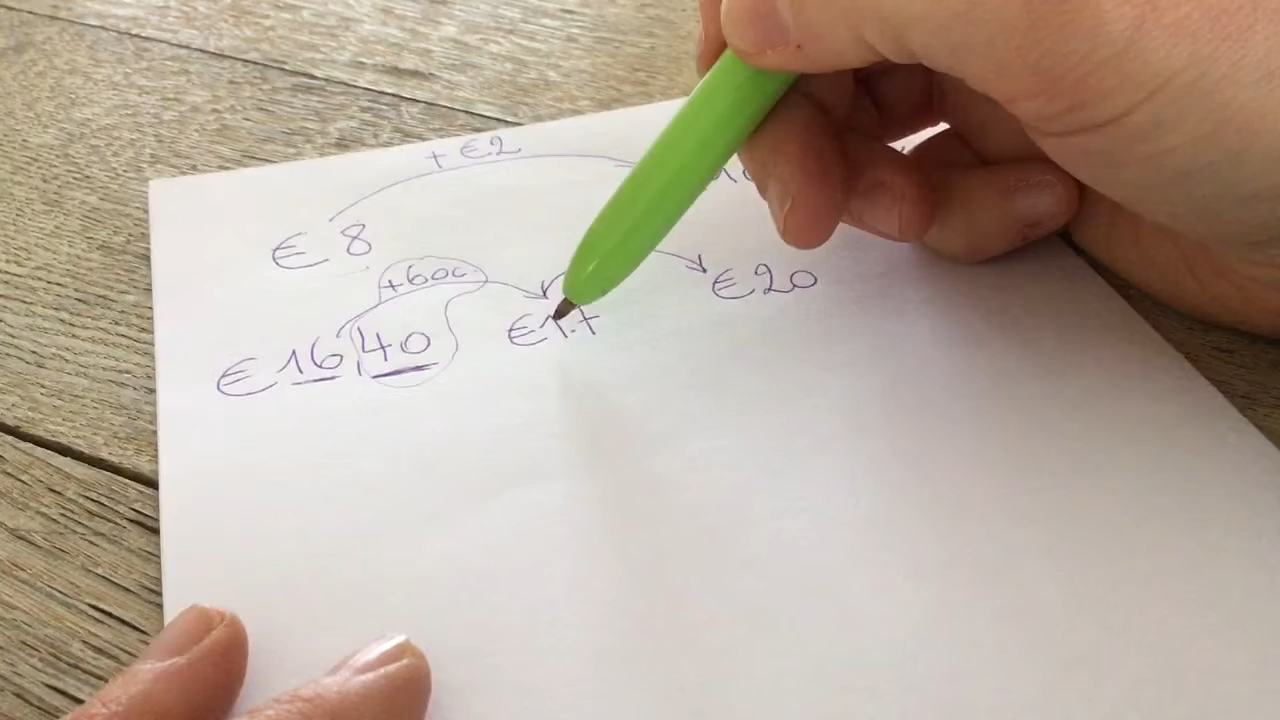 + €2
€ 8
+60c
€ 16,40 €17 €20